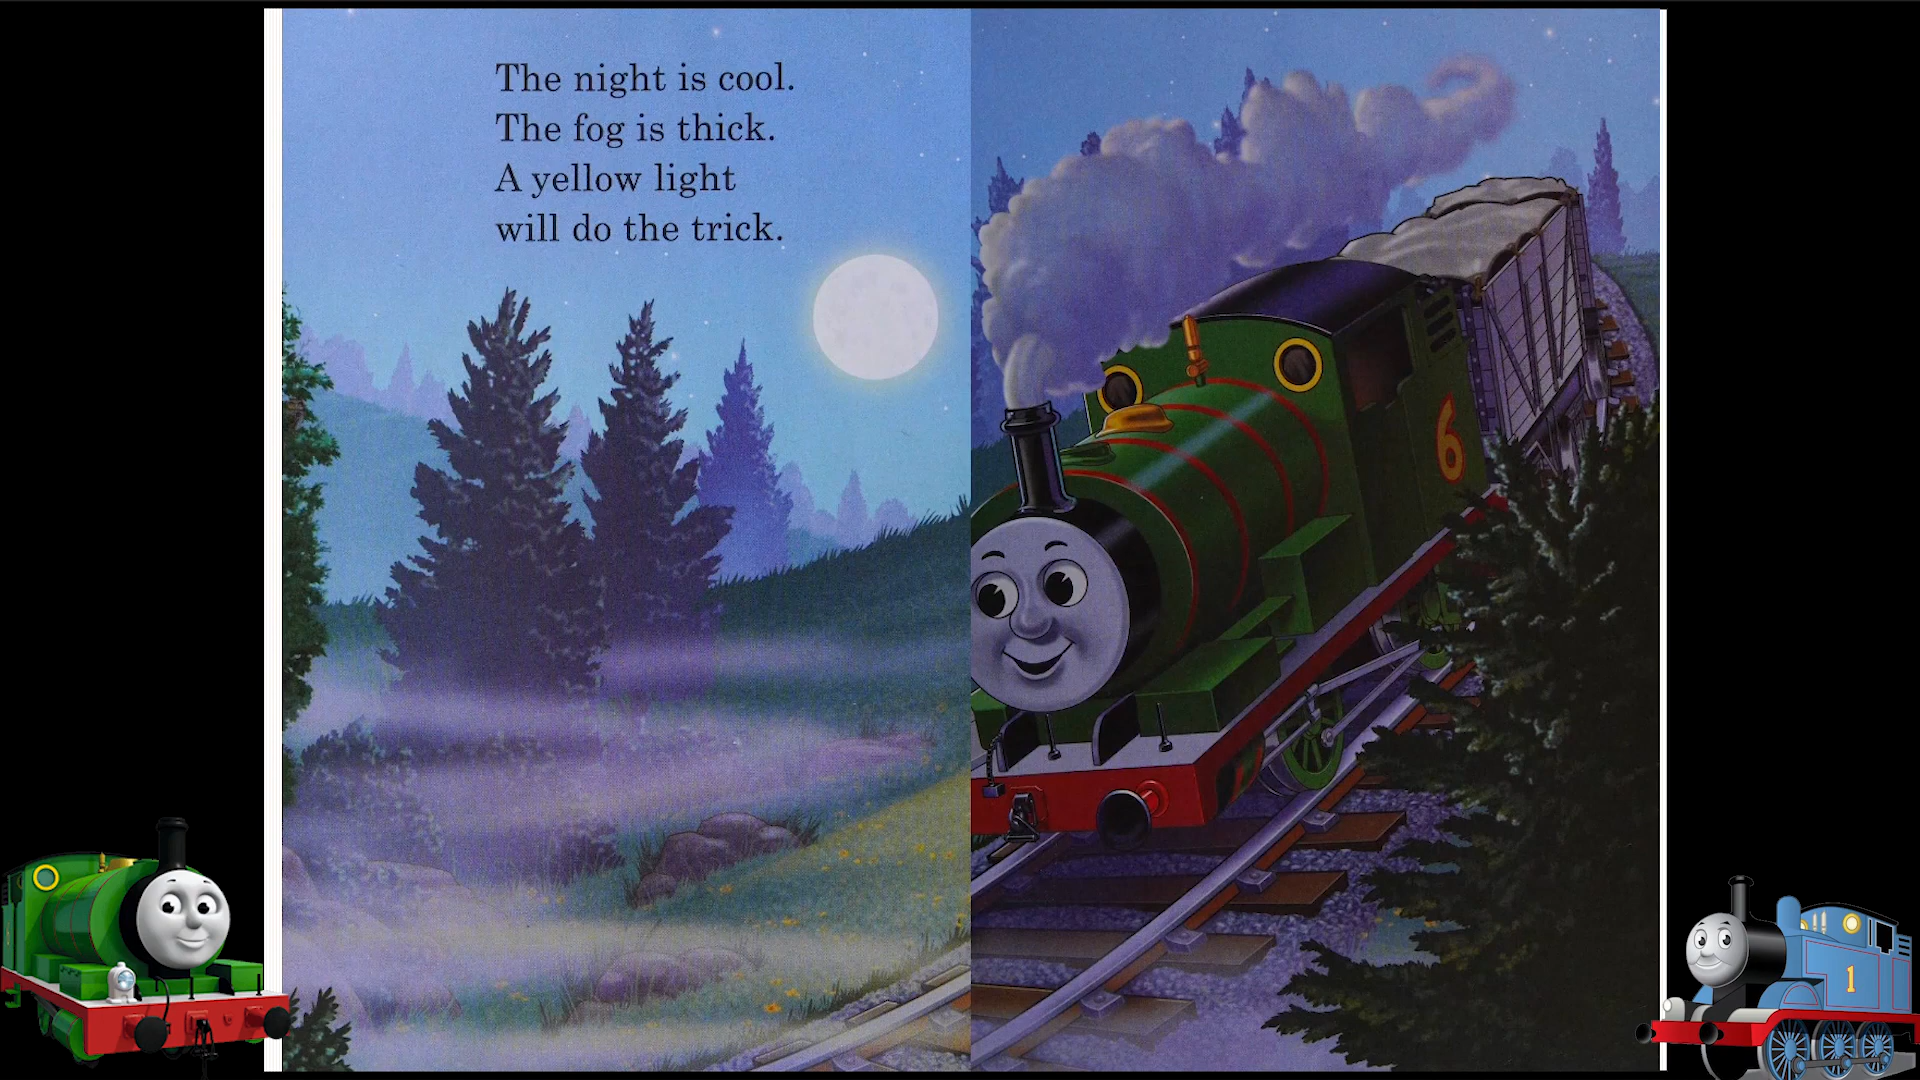 The night is cool.
The fog is thick.
A yellow light
will do the trick.
6
1